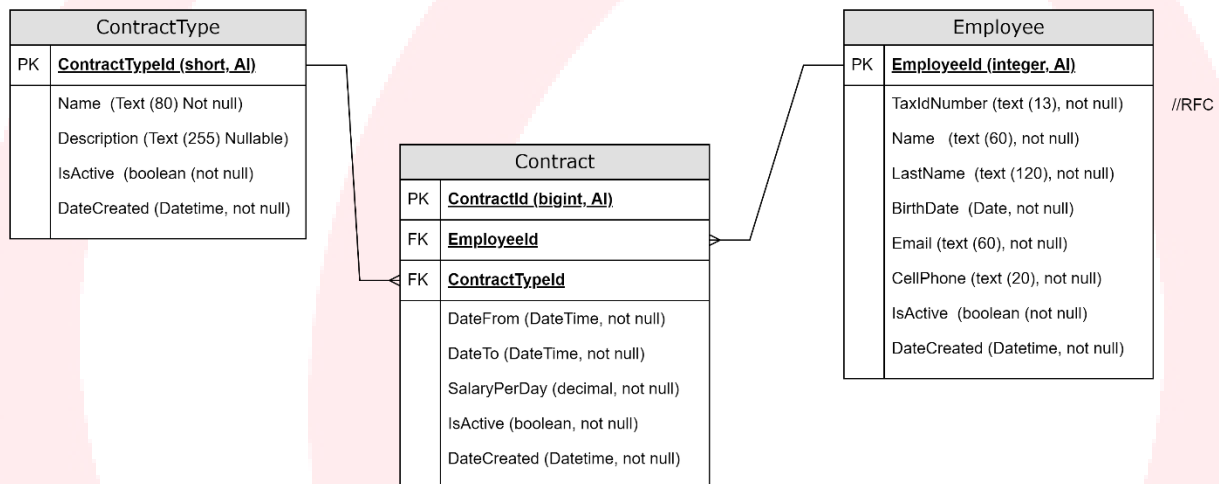 ContractType
PK ContractTypeId (short, AI)
Name (Text (80) Not null)
Description (Text (255) Nullable)
IsActive (boolean (not null)
DateCreated (Datetime, not null)
Contract
PK ContractId (bigint, AI)
FK EmployeeId
FK ContractTypeId
DateFrom (DateTime, not null)
DateTo (DateTime, not null)
SalaryPerDay (decimal, not null)
IsActive (boolean, not null)
DateCreated (Datetime, not null)
Employee
PK EmployeeId (integer, AI)
TaxIdNumber (text (13), not null) //RFC
Name (text (60), not null)
LastName (text (120), not null)
BirthDate (Date, not null)
Email (text (60), not null)
CellPhone (text (20), not null)
IsActive (boolean (not null)
DateCreated (Datetime, not null)